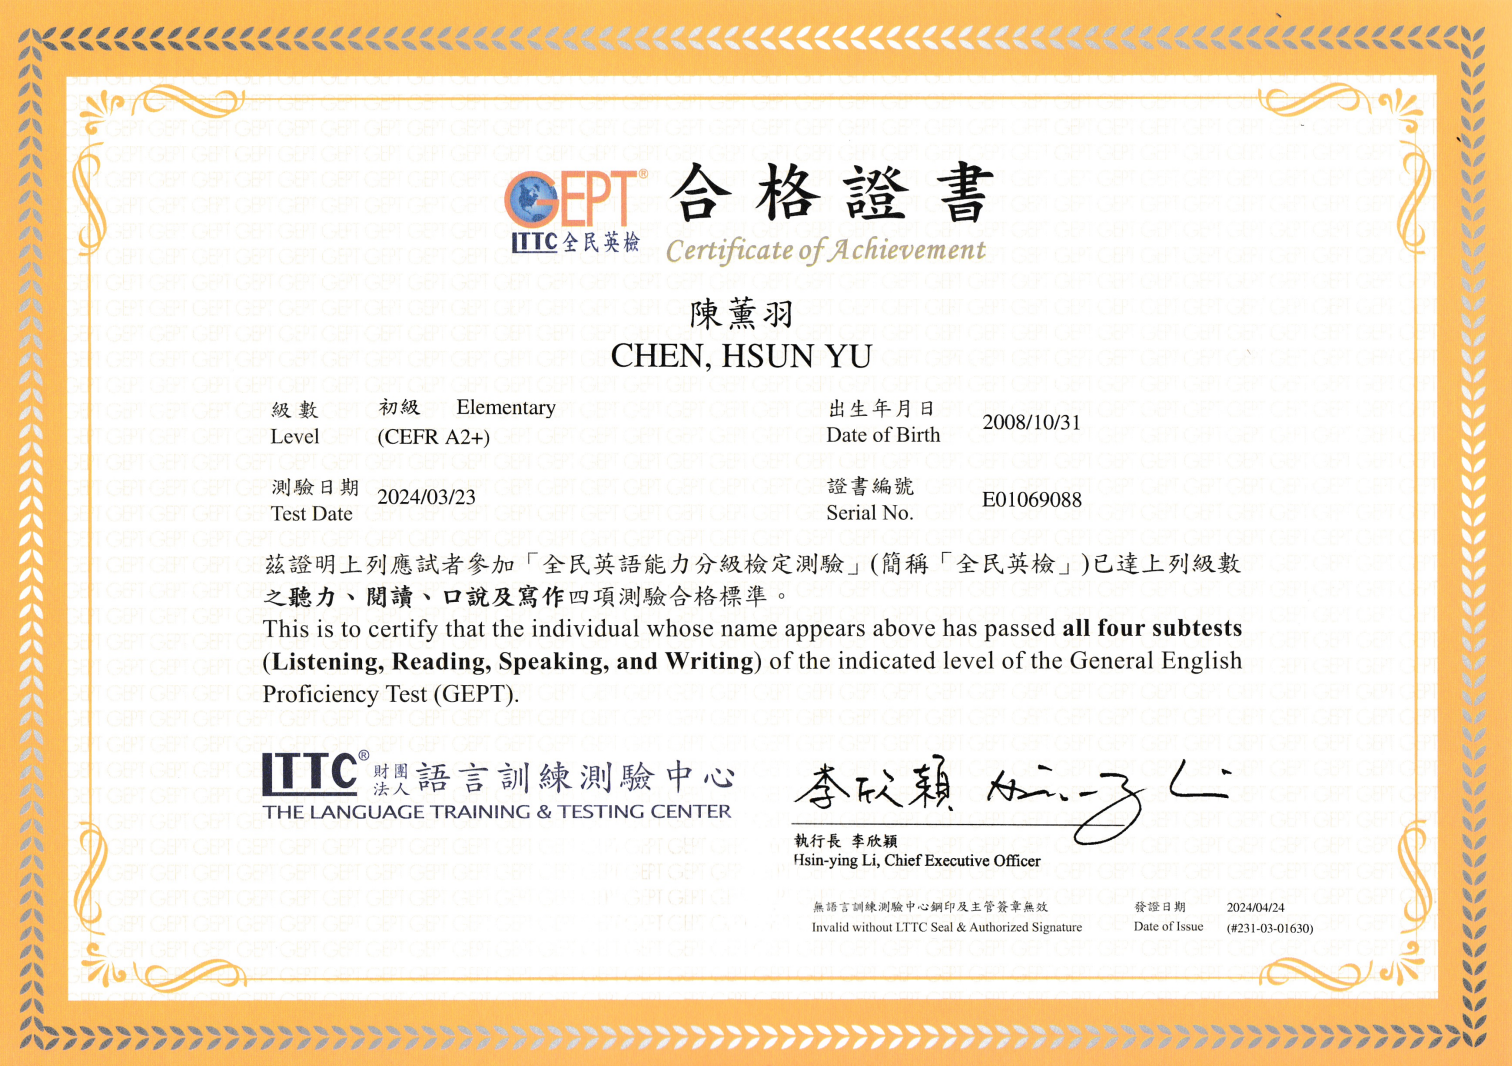 GEPT®
LTTC 全民英檢
合格證書
Certificate of Achievement
陳薰羽
CHEN, HSUN YU
級數 初級 Elementary
Level (CEFR A2+)
出生年月日 2008/10/31
Date of Birth
測驗日期 2024/03/23
Test Date
證書編號 E01069088
Serial No.
茲證明上列應試者參加「全民英語能力分級檢定測驗」(簡稱「全民英檢」)已達上列級數
之聽力、閱讀、口說及寫作四項測驗合格標準。
This is to certify that the individual whose name appears above has passed all four subtests
(Listening, Reading, Speaking, and Writing) of the indicated level of the General English
Proficiency Test (GEPT).
LTTC® 財團法人 語言訓練測驗中心
THE LANGUAGE TRAINING & TESTING CENTER
李欣穎
執行長 李欣穎
Hsin-ying Li, Chief Executive Officer
無語言訓練測驗中心鋼印及主管簽章無效
Invalid without LTTC Seal & Authorized Signature
發證日期 2024/04/24
Date of Issue (#231-03-01630)